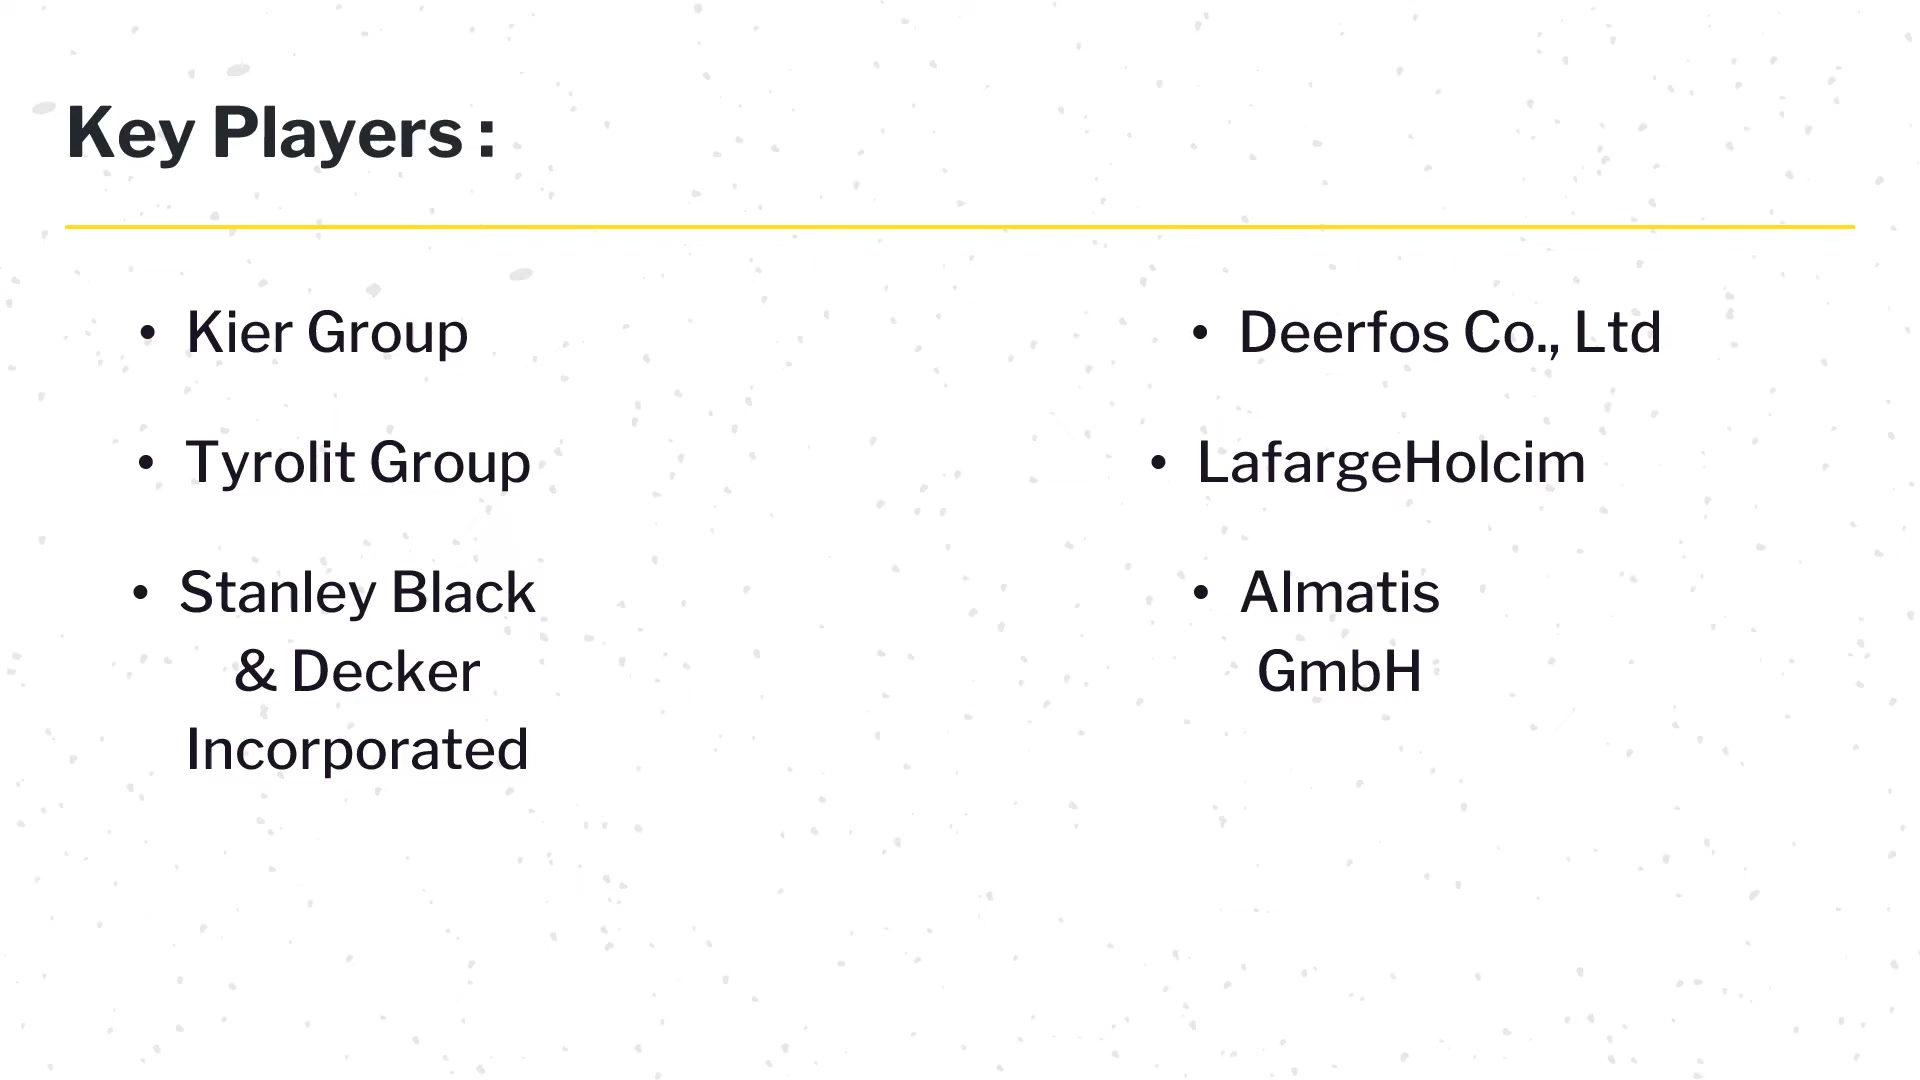 Key Players :
• Kier Group
• Tyrolit Group
• Stanley Black
& Decker
Incorporated
• Deerfos Co., Ltd
• LafargeHolcim
• Almatis
GmbH